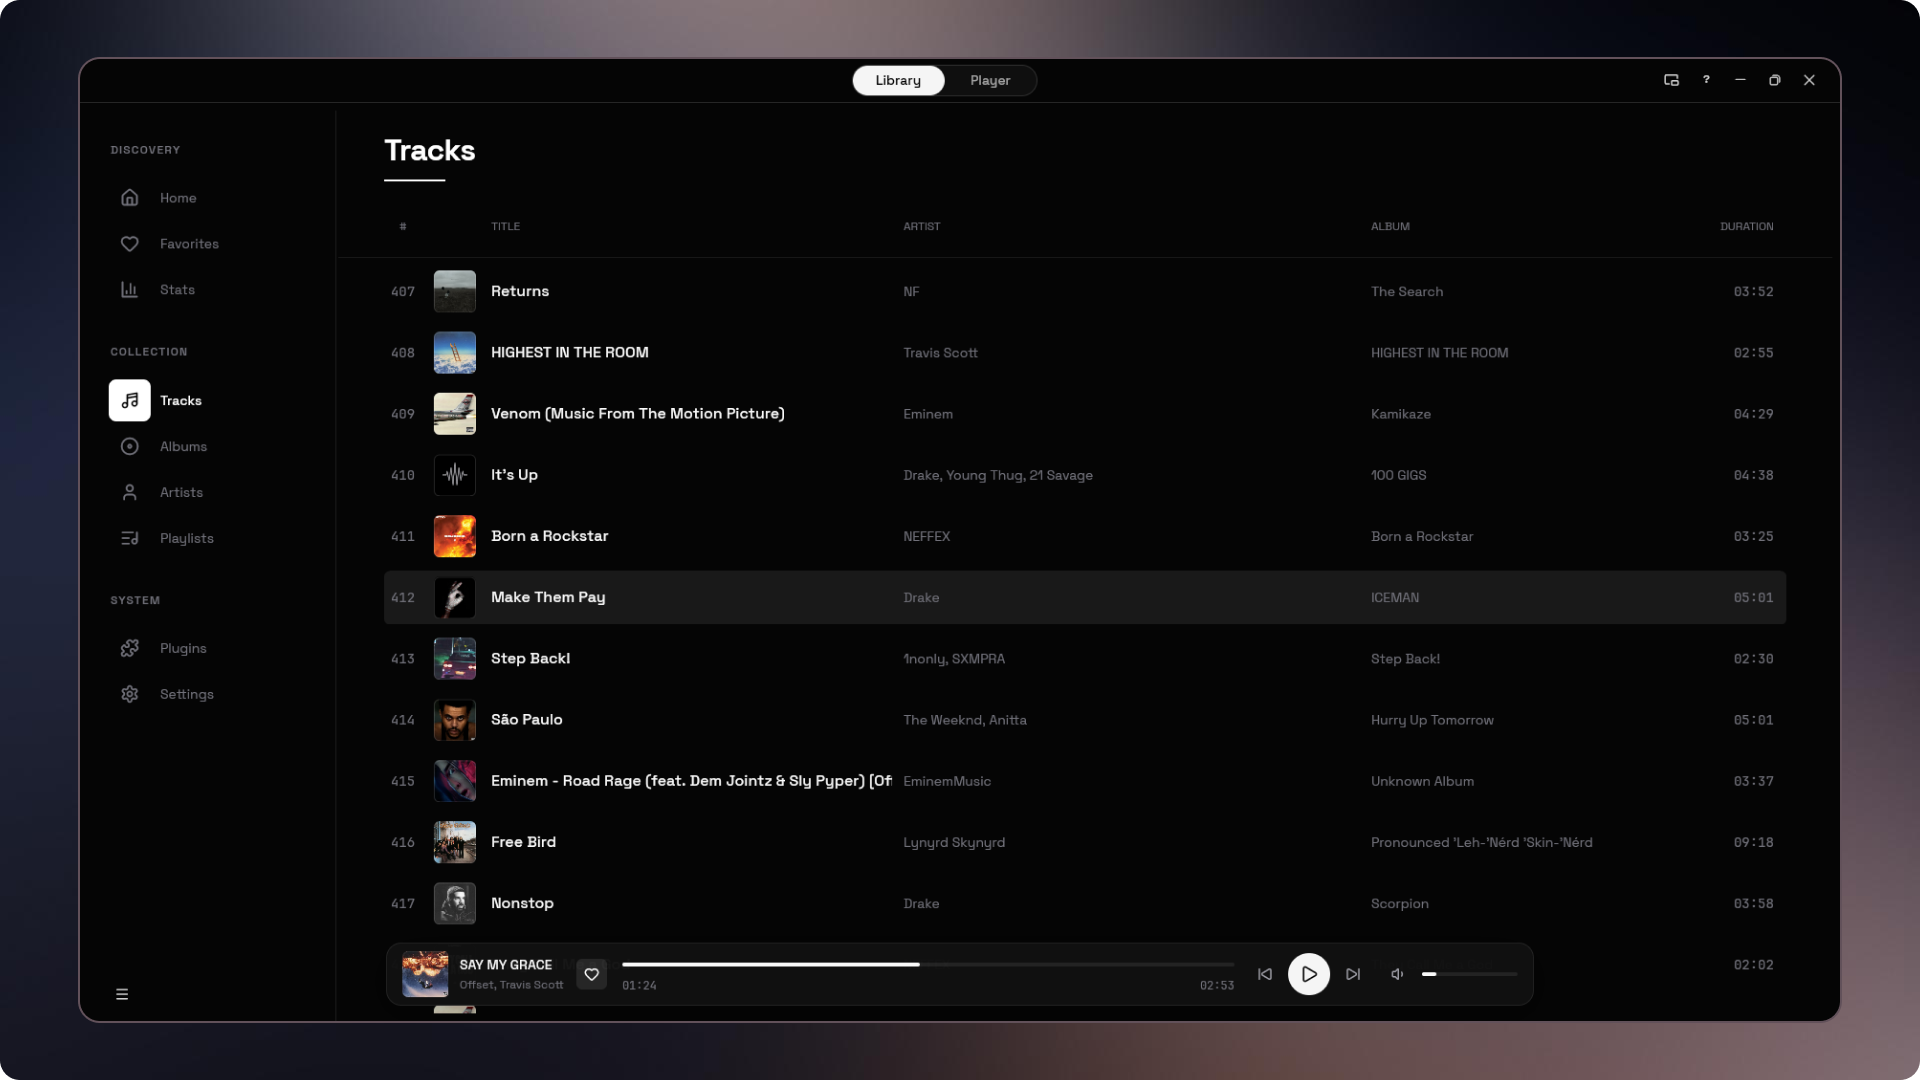 Library Player
?
DISCOVERY
Home
Favorites
Stats
COLLECTION
Tracks
Albums
Artists
Playlists
SYSTEM
Plugins
Settings
Tracks
# TITLE ARTIST ALBUM DURATION
407 Returns NF The Search 03:52
408 HIGHEST IN THE ROOM Travis Scott HIGHEST IN THE ROOM 02:55
409 Venom (Music From The Motion Picture) Eminem Kamikaze 04:29
410 It's Up Drake, Young Thug, 21 Savage 100 GIGS 04:38
411 Born a Rockstar NEFFEX Born a Rockstar 03:25
412 Make Them Pay Drake ICEMAN 05:01
413 Step Back! 1nonly, SXMPRA Step Back! 02:30
414 São Paulo The Weeknd, Anitta Hurry Up Tomorrow 05:01
415 Eminem - Road Rage (feat. Dem Jointz & Sly Pyper) [Off EminemMusic Unknown Album 03:37
416 Free Bird Lynyrd Skynyrd Pronounced 'Leh-'Nérd 'Skin-'Nérd 09:18
417 Nonstop Drake Scorpion 03:58
02:02
SAY MY GRACE
Offset, Travis Scott
01:24 02:53